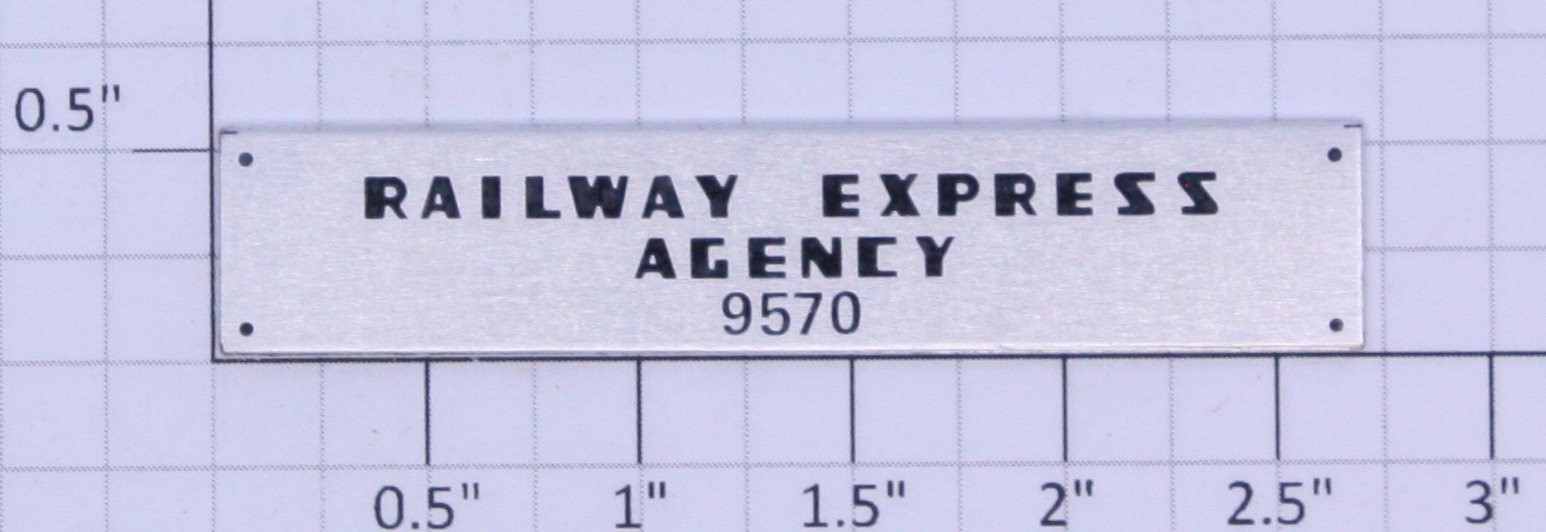 0.5"
RAILWAY EXPRESS
AGENCY
9570
0.5" 1" 1.5" 2" 2.5" 3"